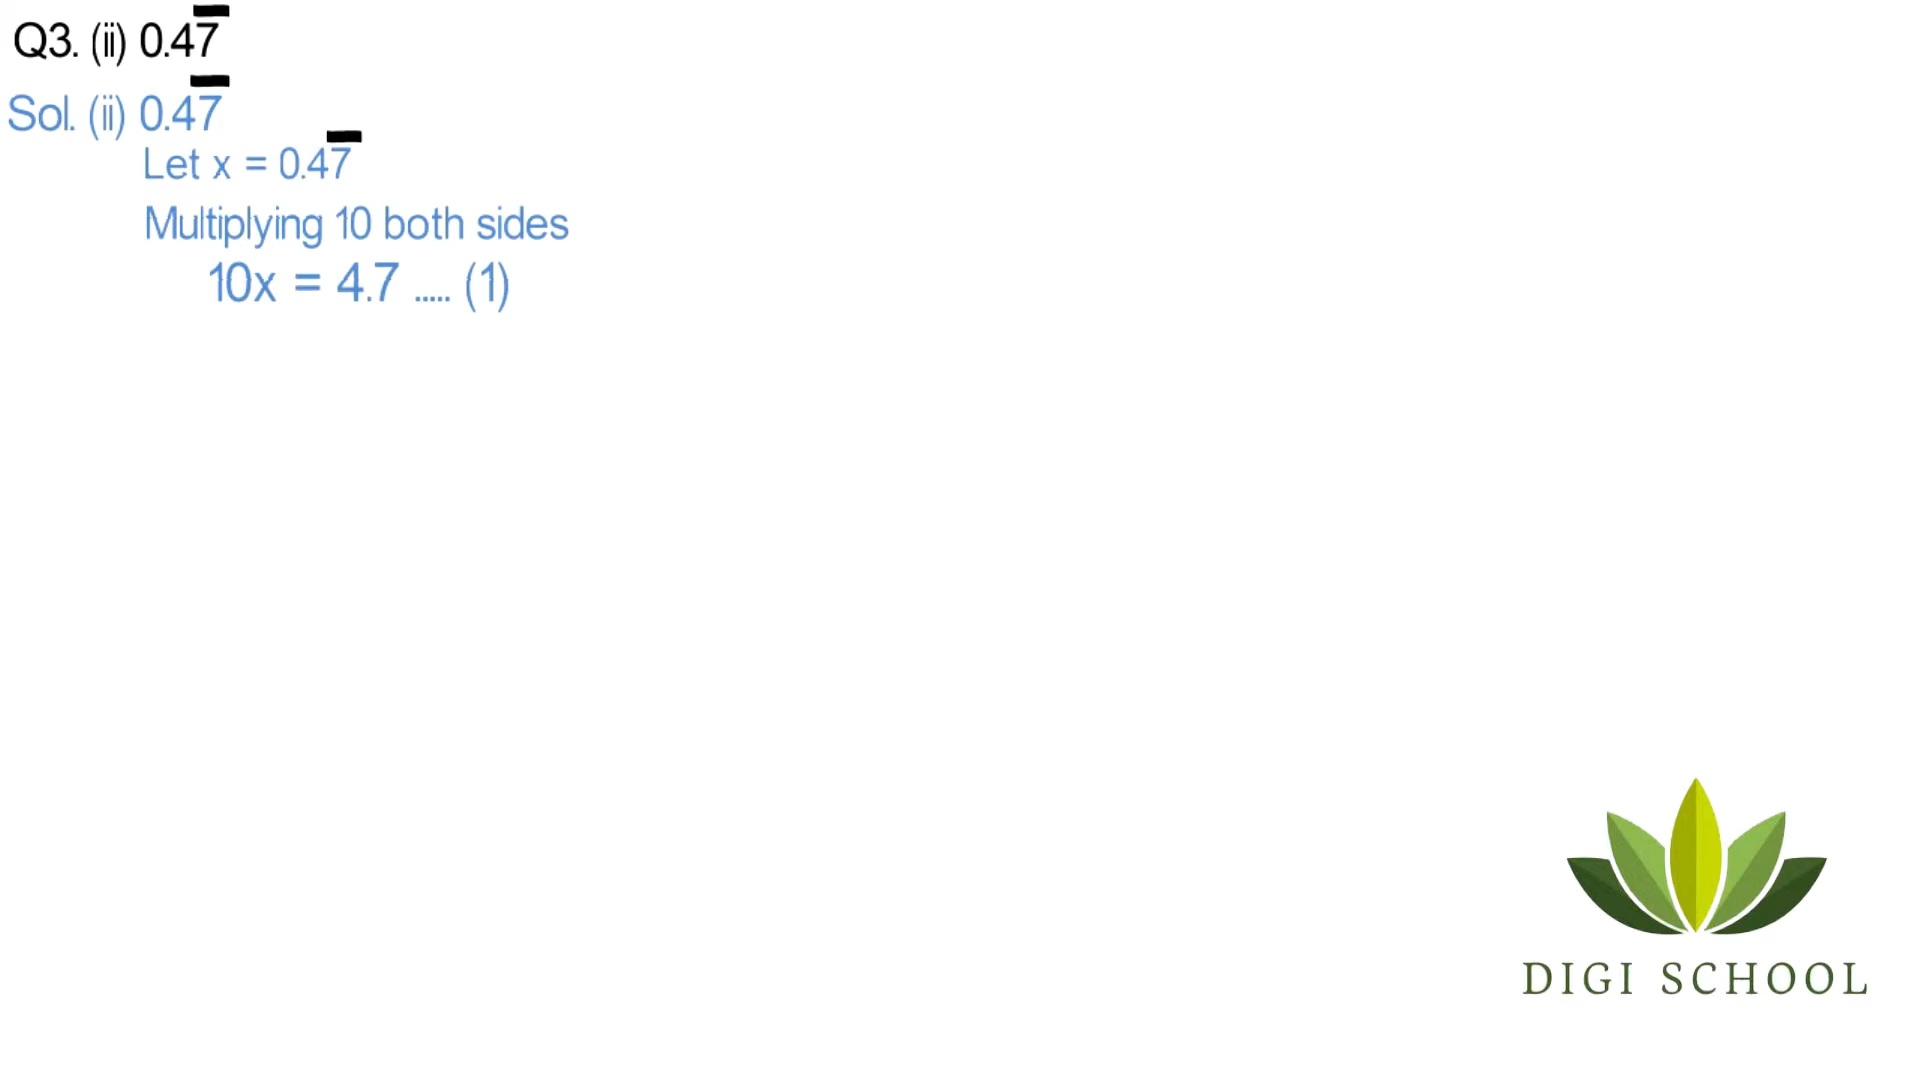 Q3. (ii) 0.47̅
Sol. (ii) 0.47̅
Let x = 0.47̅
Multiplying 10 both sides
10x = 4.7 ..... (1)
DIGI SCHOOL